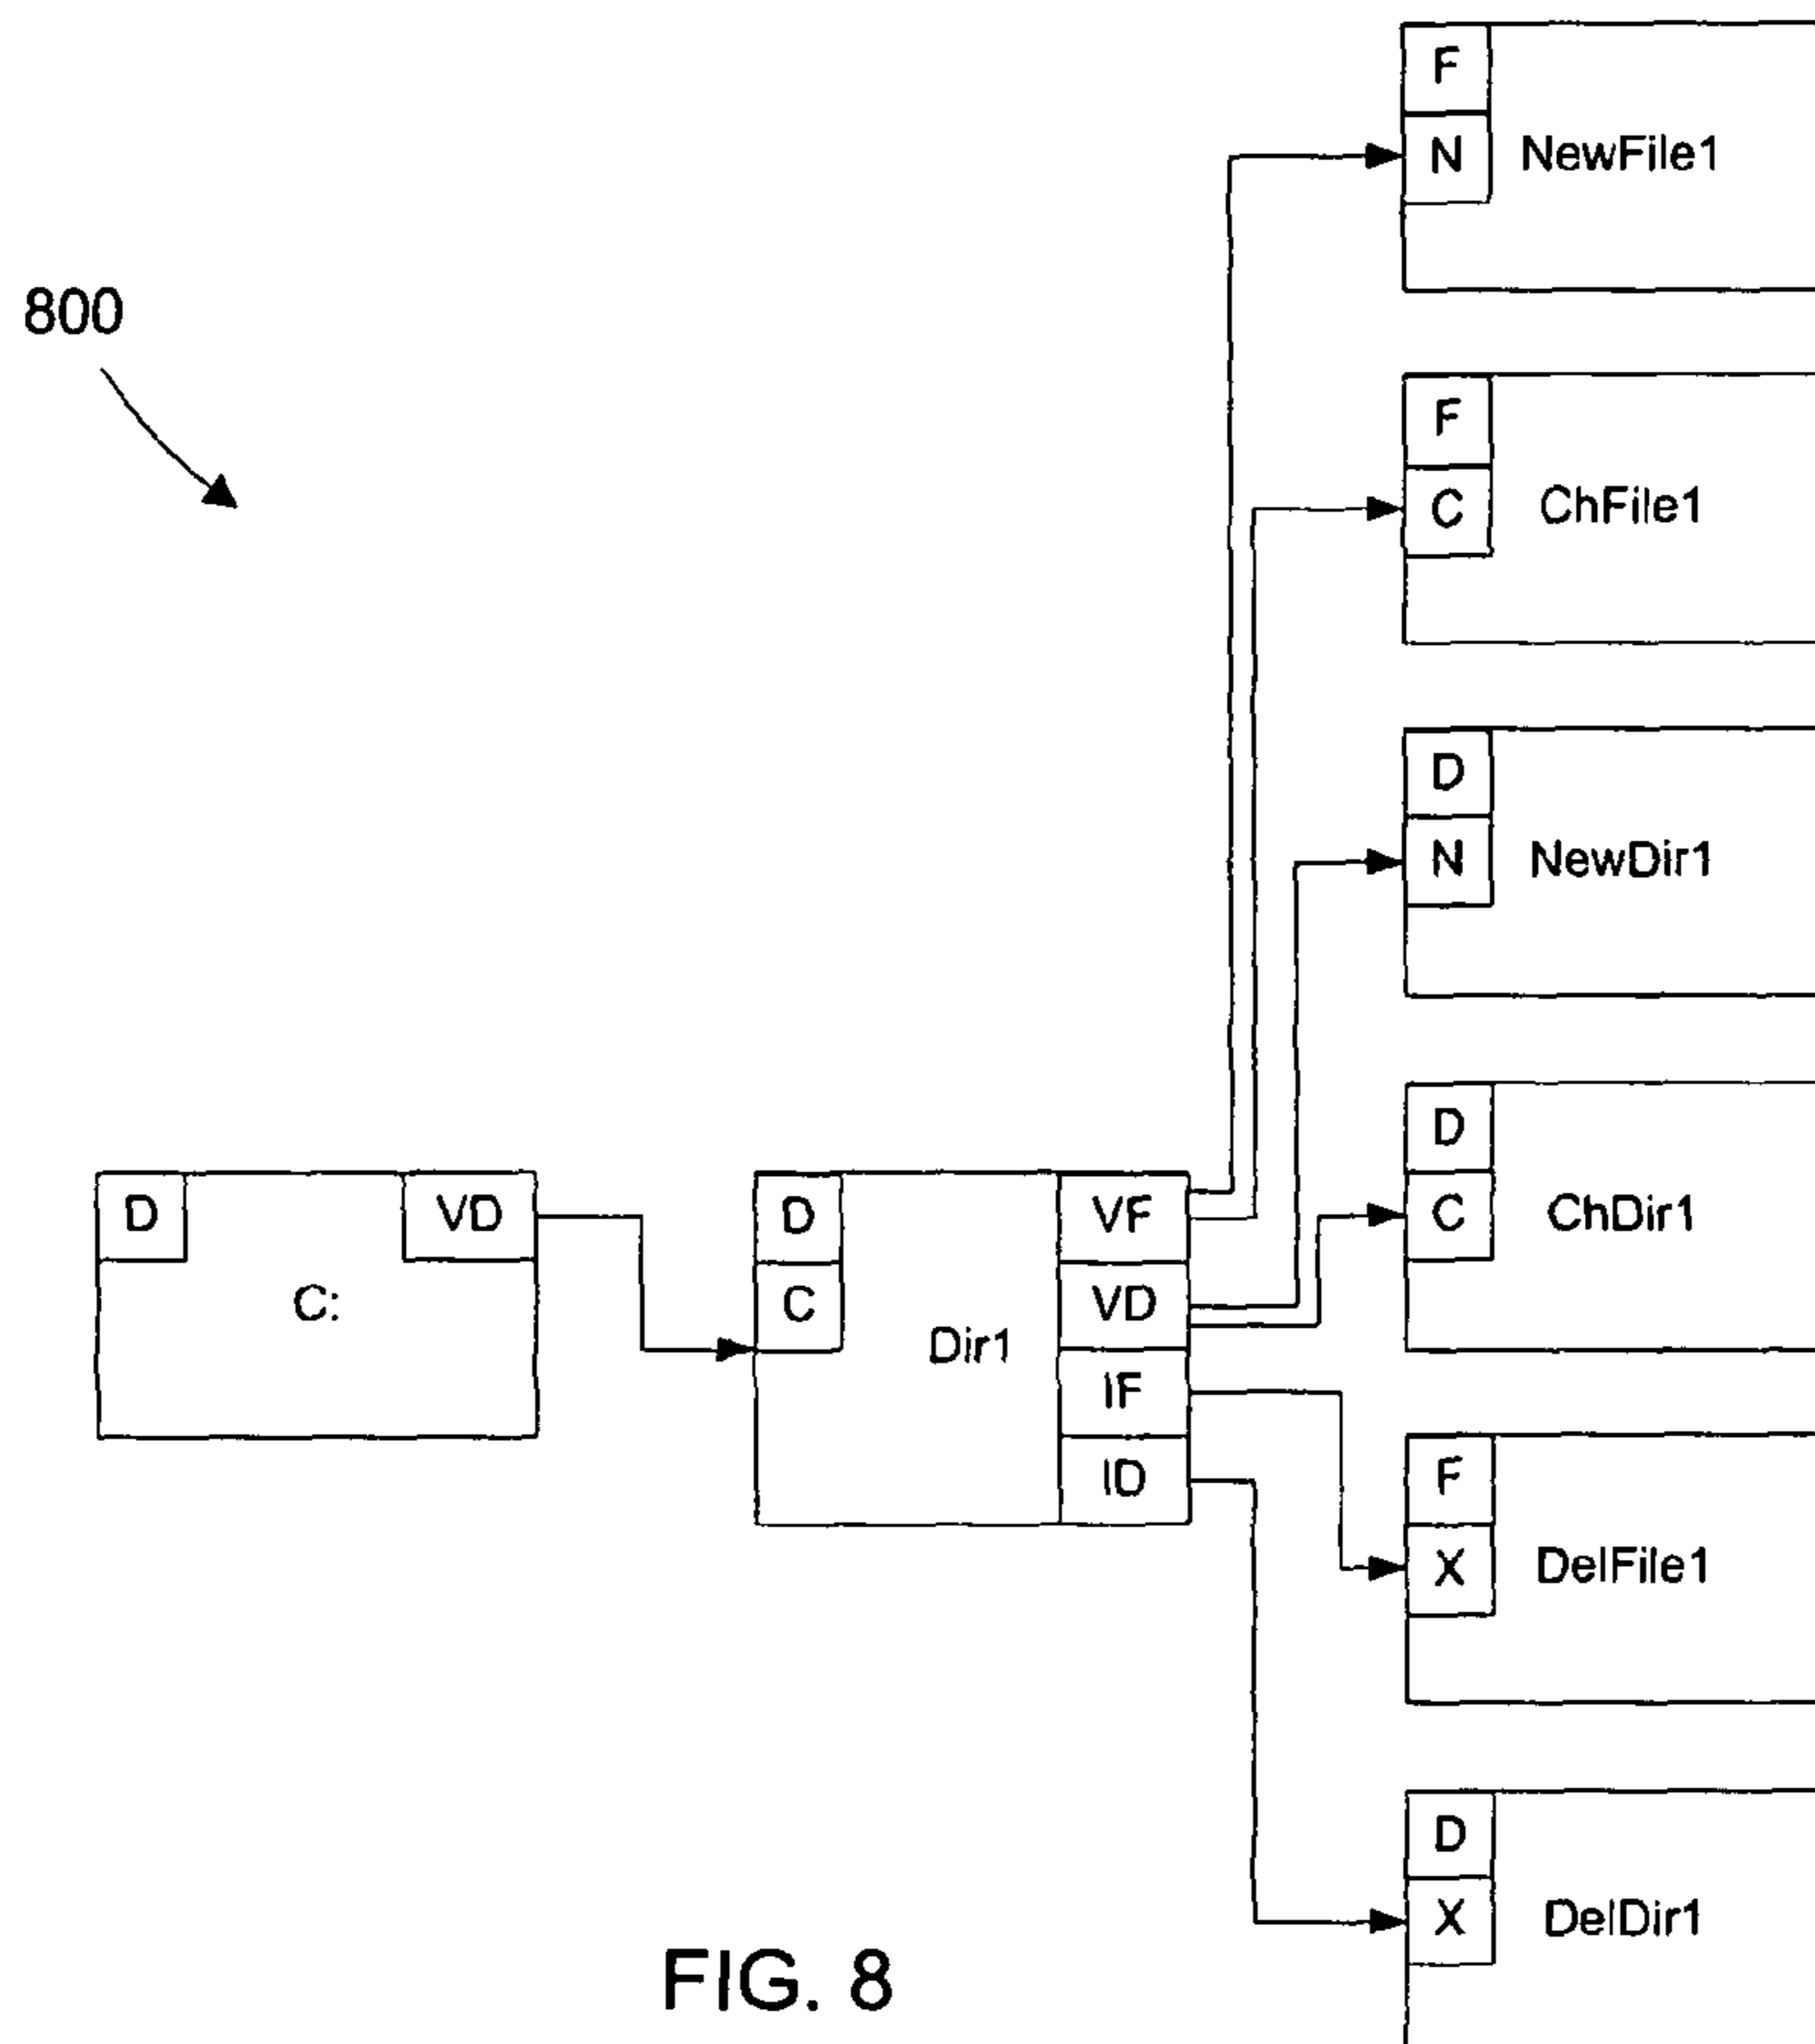 800
F
N
NewFile1
F
C
ChFile1
D
N
NewDir1
D
C
ChDir1
D
VD
C:
D
C
Dir1
VF
VD
IF
ID
F
X
DelFile1
D
X
DelDir1
FIG. 8